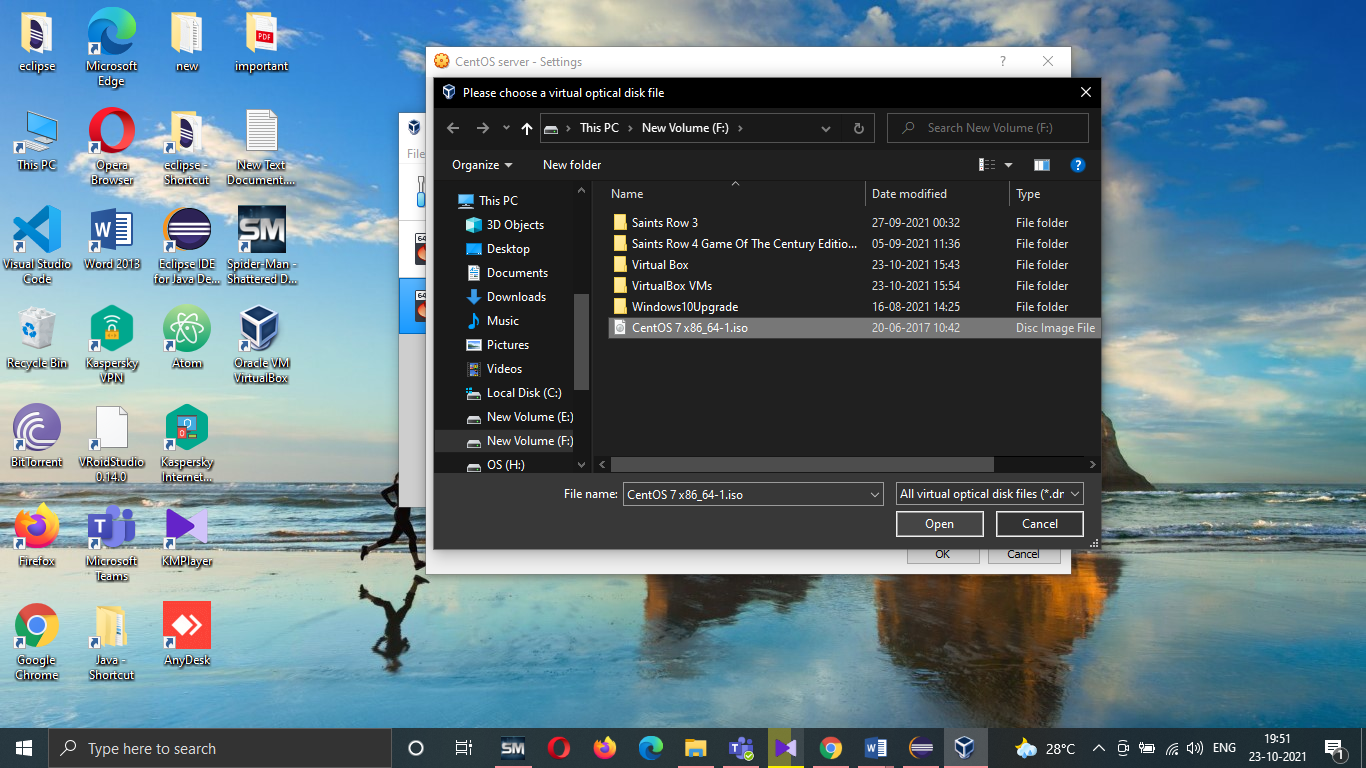 eclipse
Microsoft
Edge
new
important
This PC
Opera
Browser
eclipse -
Shortcut
New Text
Document....
Visual Studio
Code
Word 2013
Eclipse IDE
for Java De...
Spider-Man -
Shattered D...
Recycle Bin
Kaspersky
VPN
Atom
Oracle VM
VirtualBox
BitTorrent
VRoidStudio
0.14.0
Kaspersky
Internet...
Firefox
Microsoft
Teams
KMPlayer
Google
Chrome
Java -
Shortcut
AnyDesk
PDF
SM
File
64
64
CentOS server - Settings
?
Please choose a virtual optical disk file
This PC
New Volume (F:)
Search New Volume (F:)
Organize
New folder
?
This PC
3D Objects
Desktop
Documents
Downloads
Music
Pictures
Videos
Local Disk (C:)
New Volume (E:)
New Volume (F:)
OS (H:)
Name Date modified Type
Saints Row 3 27-09-2021 00:32 File folder
Saints Row 4 Game Of The Century Editio... 05-09-2021 11:36 File folder
Virtual Box 23-10-2021 15:43 File folder
VirtualBox VMs 23-10-2021 15:54 File folder
Windows10Upgrade 16-08-2021 14:25 File folder
CentOS 7 x86_64-1.iso 20-06-2017 10:42 Disc Image File
File name: CentOS 7 x86_64-1.iso All virtual optical disk files (*.dr
Open Cancel
OK Cancel
Type here to search
SM
28°C
ENG
19:51
23-10-2021
1